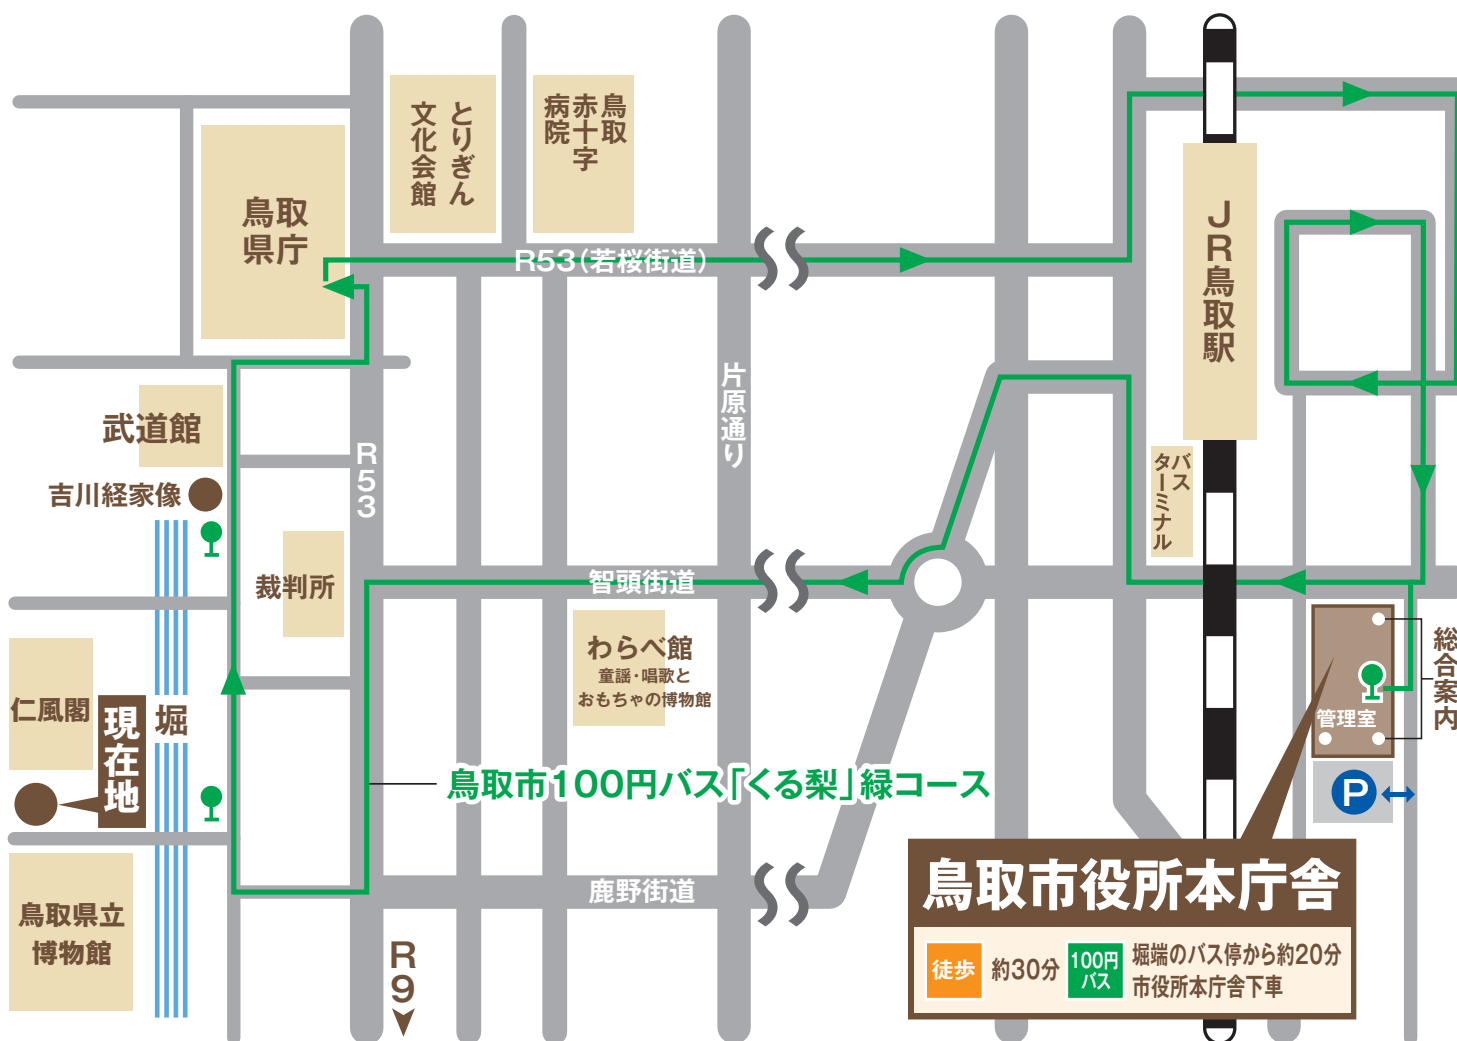 とりぎん
文化会館
鳥取
赤十字
病院
鳥取
県庁
R53(若桜街道)
JR鳥取駅
片原通り
武道館
R53
吉川経家像
バス
ターミナル
裁判所
智頭街道
わらべ館
童謡・唱歌と
おもちゃの博物館
総合案内
管理室
仁風閣
現在地
堀
鳥取市100円バス「くる梨」緑コース
P
鳥取県立
博物館
鹿野街道
R9
鳥取市役所本庁舎
徒歩
約30分
100円
バス
堀端のバス停から約20分
市役所本庁舎下車